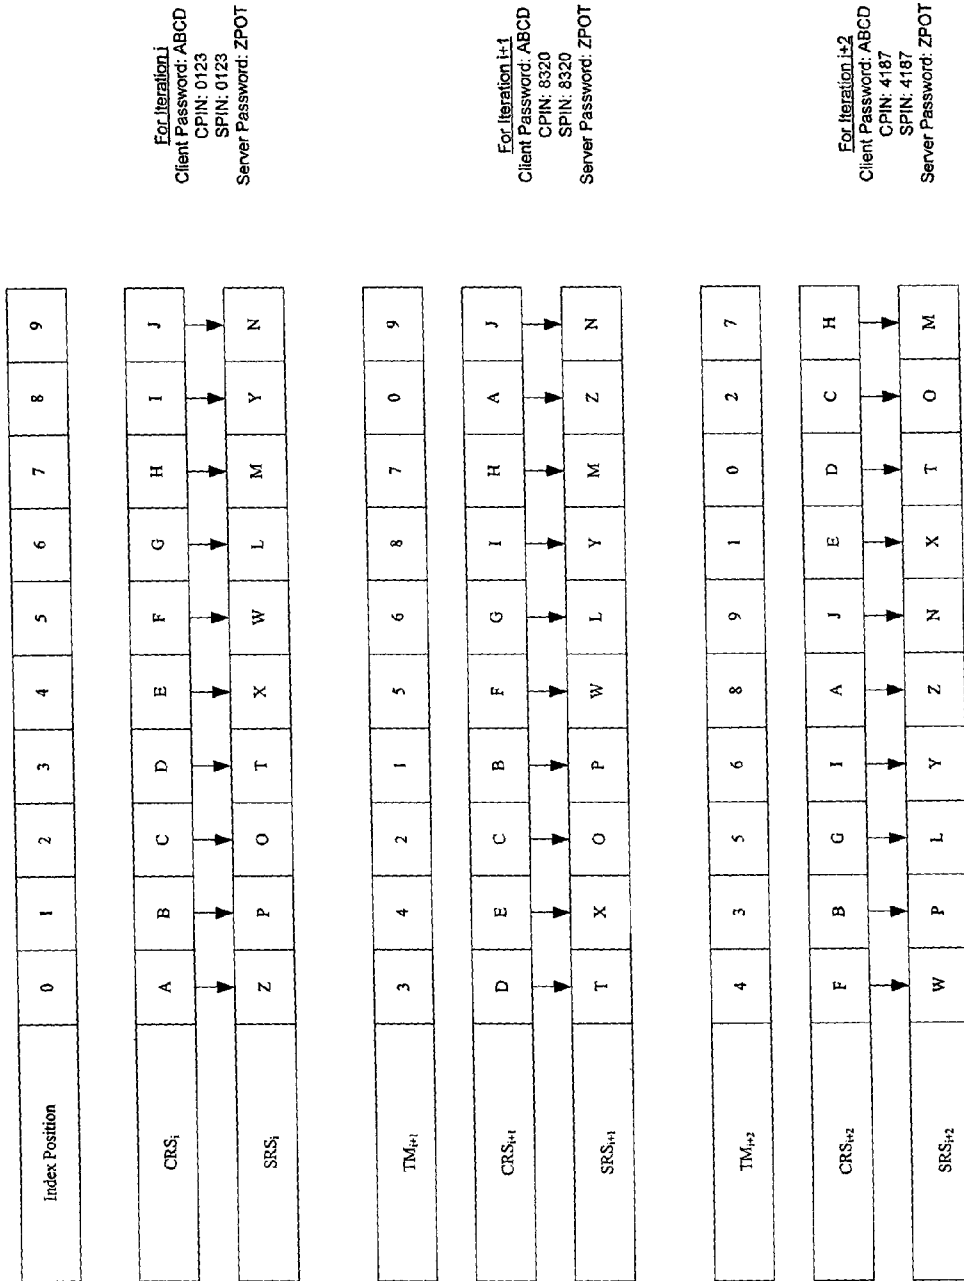 Index Position 0 1 2 3 4 5 6 7 8 9
CRSi A B C D E F G H I J
SRSi Z P O T X W L M Y N
For Iteration i
Client Password: ABCD
CPIN: 0123
SPIN: 0123
Server Password: ZPOT
TMi+1 3 4 2 1 5 6 8 7 0 9
CRSi+1 D E C B F G I H A J
SRSi+1 T X O P W L Y M Z N
For Iteration i+1
Client Password: ABCD
CPIN: 8320
SPIN: 8320
Server Password: ZPOT
TMi+2 4 3 5 6 8 9 1 0 2 7
CRSi+2 F B G I A J E D C H
SRSi+2 W P L Y Z N X T O M
For Iteration i+2
Client Password: ABCD
CPIN: 4187
SPIN: 4187
Server Password: ZPOT